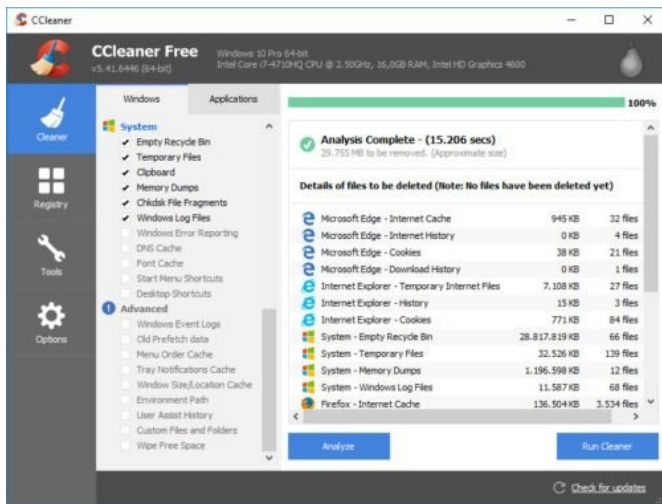 CCleaner
CCleaner Free
v5.41.6446 (64-bit)
Windows 10 Pro 64-bit
Intel Core i7-4710HQ CPU @ 2.50GHz, 16,0GB RAM, Intel HD Graphics 4600
Cleaner
Registry
Tools
Options
Windows
Applications
System
Empty Recycle Bin
Temporary Files
Clipboard
Memory Dumps
Chkdsk File Fragments
Windows Log Files
Windows Error Reporting
DNS Cache
Font Cache
Start Menu Shortcuts
Desktop Shortcuts
Advanced
Windows Event Logs
Old Prefetch data
Menu Order Cache
Tray Notifications Cache
Window Size/Location Cache
Environment Path
User Assist History
Custom Files and Folders
Wipe Free Space
100%
Analysis Complete - (15.206 secs)
29.755 MB to be removed. (Approximate size)
Details of files to be deleted (Note: No files have been deleted yet)
Microsoft Edge - Internet Cache 945 KB 32 files
Microsoft Edge - Internet History 0 KB 4 files
Microsoft Edge - Cookies 38 KB 21 files
Microsoft Edge - Download History 0 KB 1 files
Internet Explorer - Temporary Internet Files 7.108 KB 27 files
Internet Explorer - History 15 KB 3 files
Internet Explorer - Cookies 771 KB 84 files
System - Empty Recycle Bin 28.817.819 KB 66 files
System - Temporary Files 32.526 KB 139 files
System - Memory Dumps 1.196.598 KB 12 files
System - Windows Log Files 11.587 KB 68 files
Firefox - Internet Cache 136.504 KB 3.534 files
Analyze
Run Cleaner
Check for updates